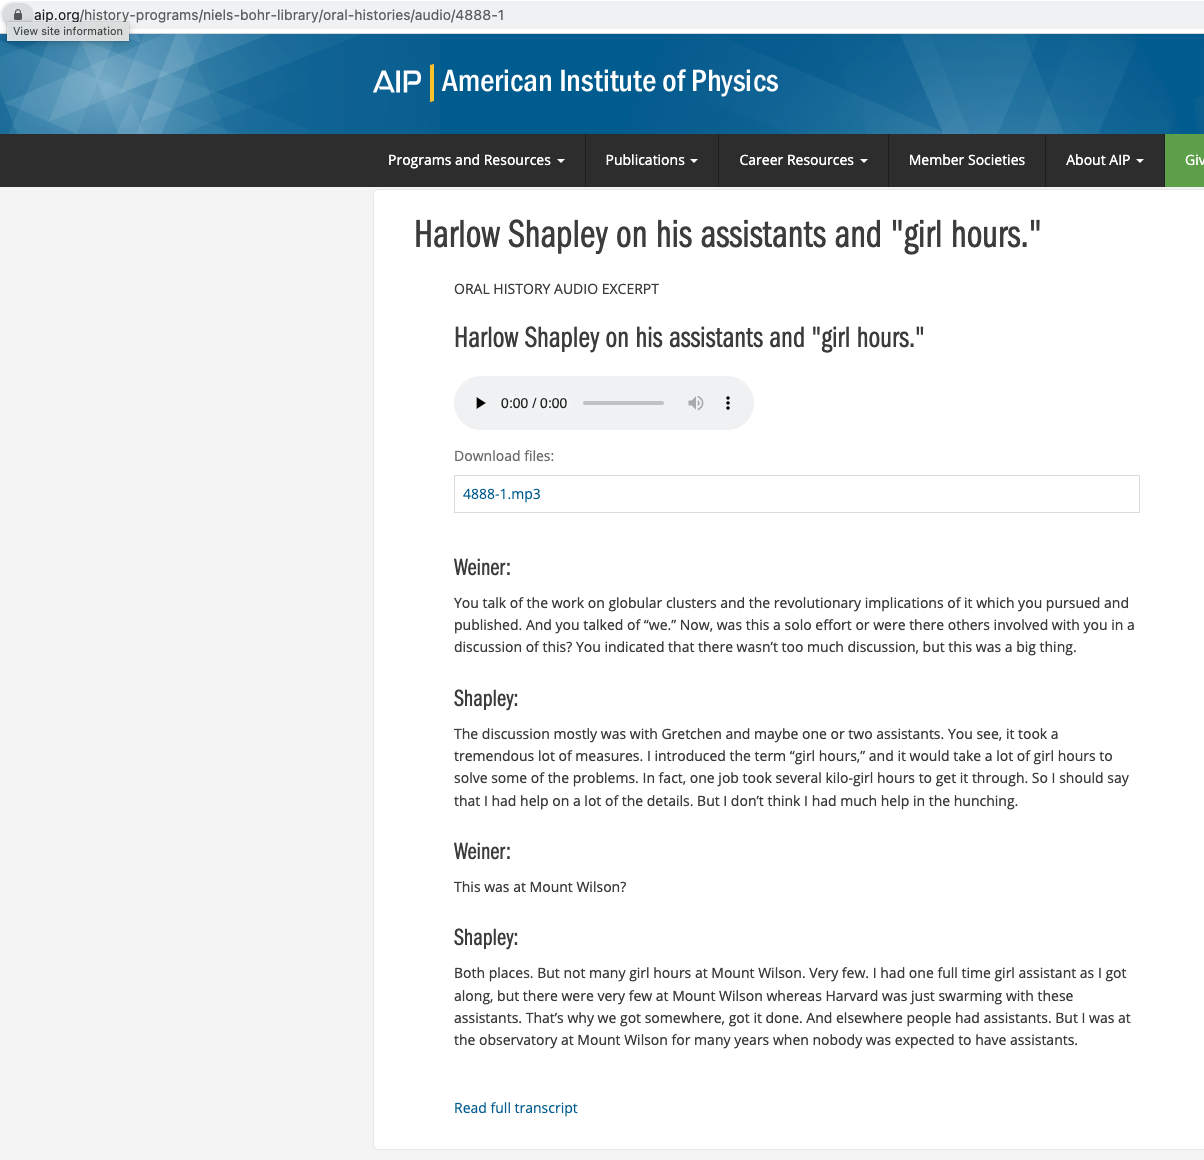 aip.org/history-programs/niels-bohr-library/oral-histories/audio/4888-1
View site information
AIP American Institute of Physics
Programs and Resources Publications Career Resources Member Societies About AIP Giv
Harlow Shapley on his assistants and "girl hours."
ORAL HISTORY AUDIO EXCERPT
Harlow Shapley on his assistants and "girl hours."
0:00 / 0:00
Download files:
4888-1.mp3
Weiner:
You talk of the work on globular clusters and the revolutionary implications of it which you pursued and
published. And you talked of “we.” Now, was this a solo effort or were there others involved with you in a
discussion of this? You indicated that there wasn’t too much discussion, but this was a big thing.
Shapley:
The discussion mostly was with Gretchen and maybe one or two assistants. You see, it took a
tremendous lot of measures. I introduced the term “girl hours,” and it would take a lot of girl hours to
solve some of the problems. In fact, one job took several kilo-girl hours to get it through. So I should say
that I had help on a lot of the details. But I don’t think I had much help in the hunching.
Weiner:
This was at Mount Wilson?
Shapley:
Both places. But not many girl hours at Mount Wilson. Very few. I had one full time girl assistant as I got
along, but there were very few at Mount Wilson whereas Harvard was just swarming with these
assistants. That’s why we got somewhere, got it done. And elsewhere people had assistants. But I was at
the observatory at Mount Wilson for many years when nobody was expected to have assistants.
Read full transcript